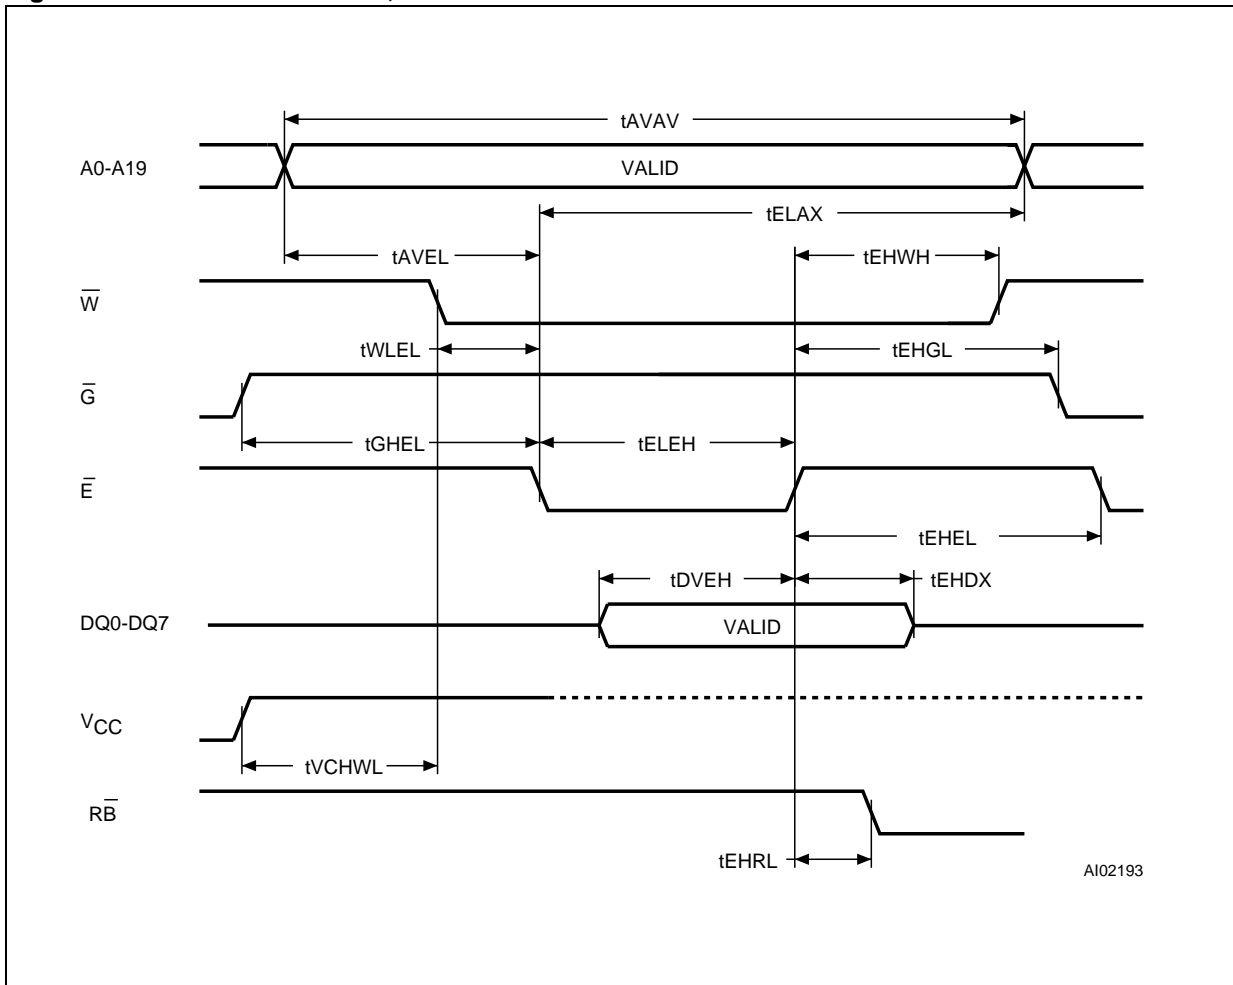 tAVAV
A0-A19 VALID
tELAX
tAVEL tEHWH
W
tWLEL tEHGL
G
tGHEL tELEH
E
tEHEL
tDVEH tEHDX
DQ0-DQ7 VALID
VCC
tVCHWL
RB
tEHRL
AI02193